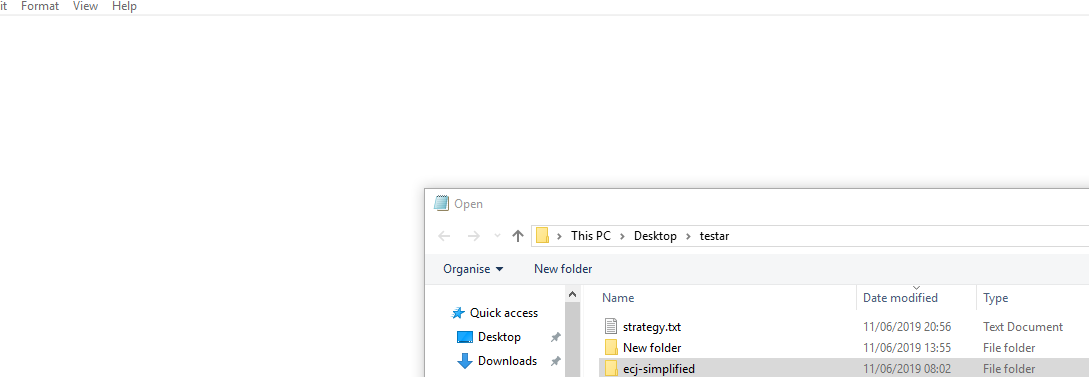 it Format View Help
Open
This PC > Desktop > testar
Organise New folder
Quick access
Desktop
Downloads
Name Date modified Type
strategy.txt 11/06/2019 20:56 Text Document
New folder 11/06/2019 13:55 File folder
ecj-simplified 11/06/2019 08:02 File folder